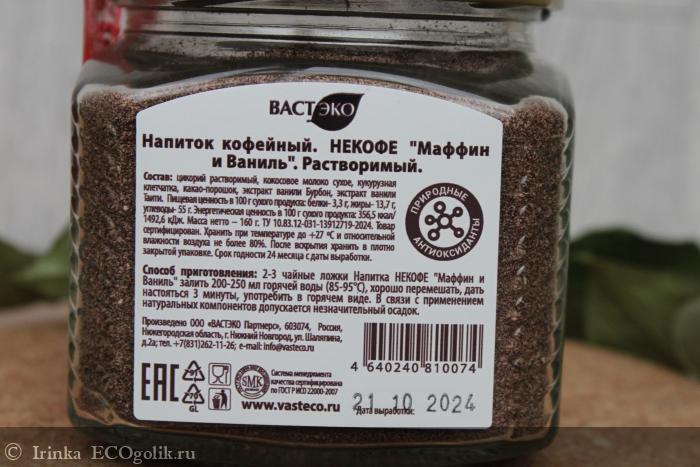 ВАСТЭКО
Напиток кофейный. НЕКОФЕ "Маффин
и Ваниль". Растворимый.
Состав: цикорий растворимый, кокосовое молоко сухое, кукурузная
клетчатка, какао-порошок, экстракт ванили Бурбон, экстракт ванили
Таити. Пищевая ценность в 100 г сухого продукта: белки- 3,3 г, жиры- 13,7 г,
углеводы- 55 г. Энергетическая ценность в 100 г сухого продукта: 356,5 ккал/
1492,6 кДж. Масса нетто – 160 г. ТУ 10.83.12-031-13912719-2024. Товар
сертифицирован. Хранить при температуре до +27 °С и относительной
влажности воздуха не более 80%. После вскрытия хранить в плотно
закрытой упаковке. Срок годности 24 месяца с даты выработки.
ПРИРОДНЫЕ
АНТИОКСИДАНТЫ
Способ приготовления: 2-3 чайные ложки Напитка НЕКОФЕ "Маффин и
Ваниль" залить 200-250 мл горячей воды (85-95°С), хорошо перемешать, дать
настояться 3 минуты, употребить в горячем виде. В связи с применением
натуральных компонентов допускается незначительный осадок.
Произведено ООО «ВАСТЭКО Партнерс», 603074, Россия,
Нижегородская область, г. Нижний Новгород, ул. Шаляпина,
д.2а; тел.: +7(831)262-11-26; e-mail: info@vasteco.ru
4 640240 810074
EAC
21
70
GL
SMK
Система менеджмента
качества сертифицирована
по ГОСТ Р ИСО 22000-2007
www.vasteco.ru
Дата выработки:
21 10 2024
© Irinka ECOgolik.ru